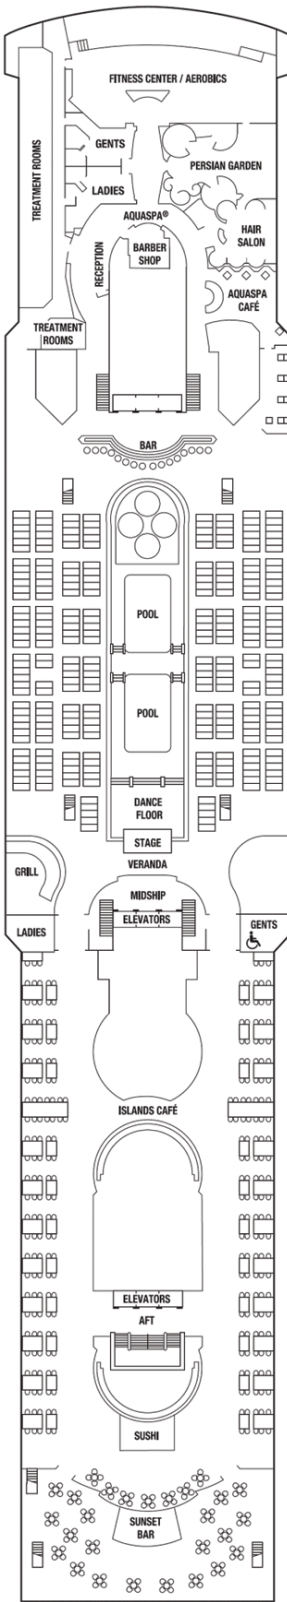 FITNESS CENTER / AEROBICS
TREATMENT ROOMS
GENTS
PERSIAN GARDEN
LADIES
AQUASPA®
HAIR
SALON
BARBER
SHOP
RECEPTION
AQUASPA
CAFÉ
TREATMENT
ROOMS
BAR
POOL
POOL
DANCE
FLOOR
STAGE
VERANDA
GRILL
MIDSHIP
ELEVATORS
LADIES
GENTS
ISLANDS CAFÉ
ELEVATORS
AFT
SUSHI
SUNSET
BAR